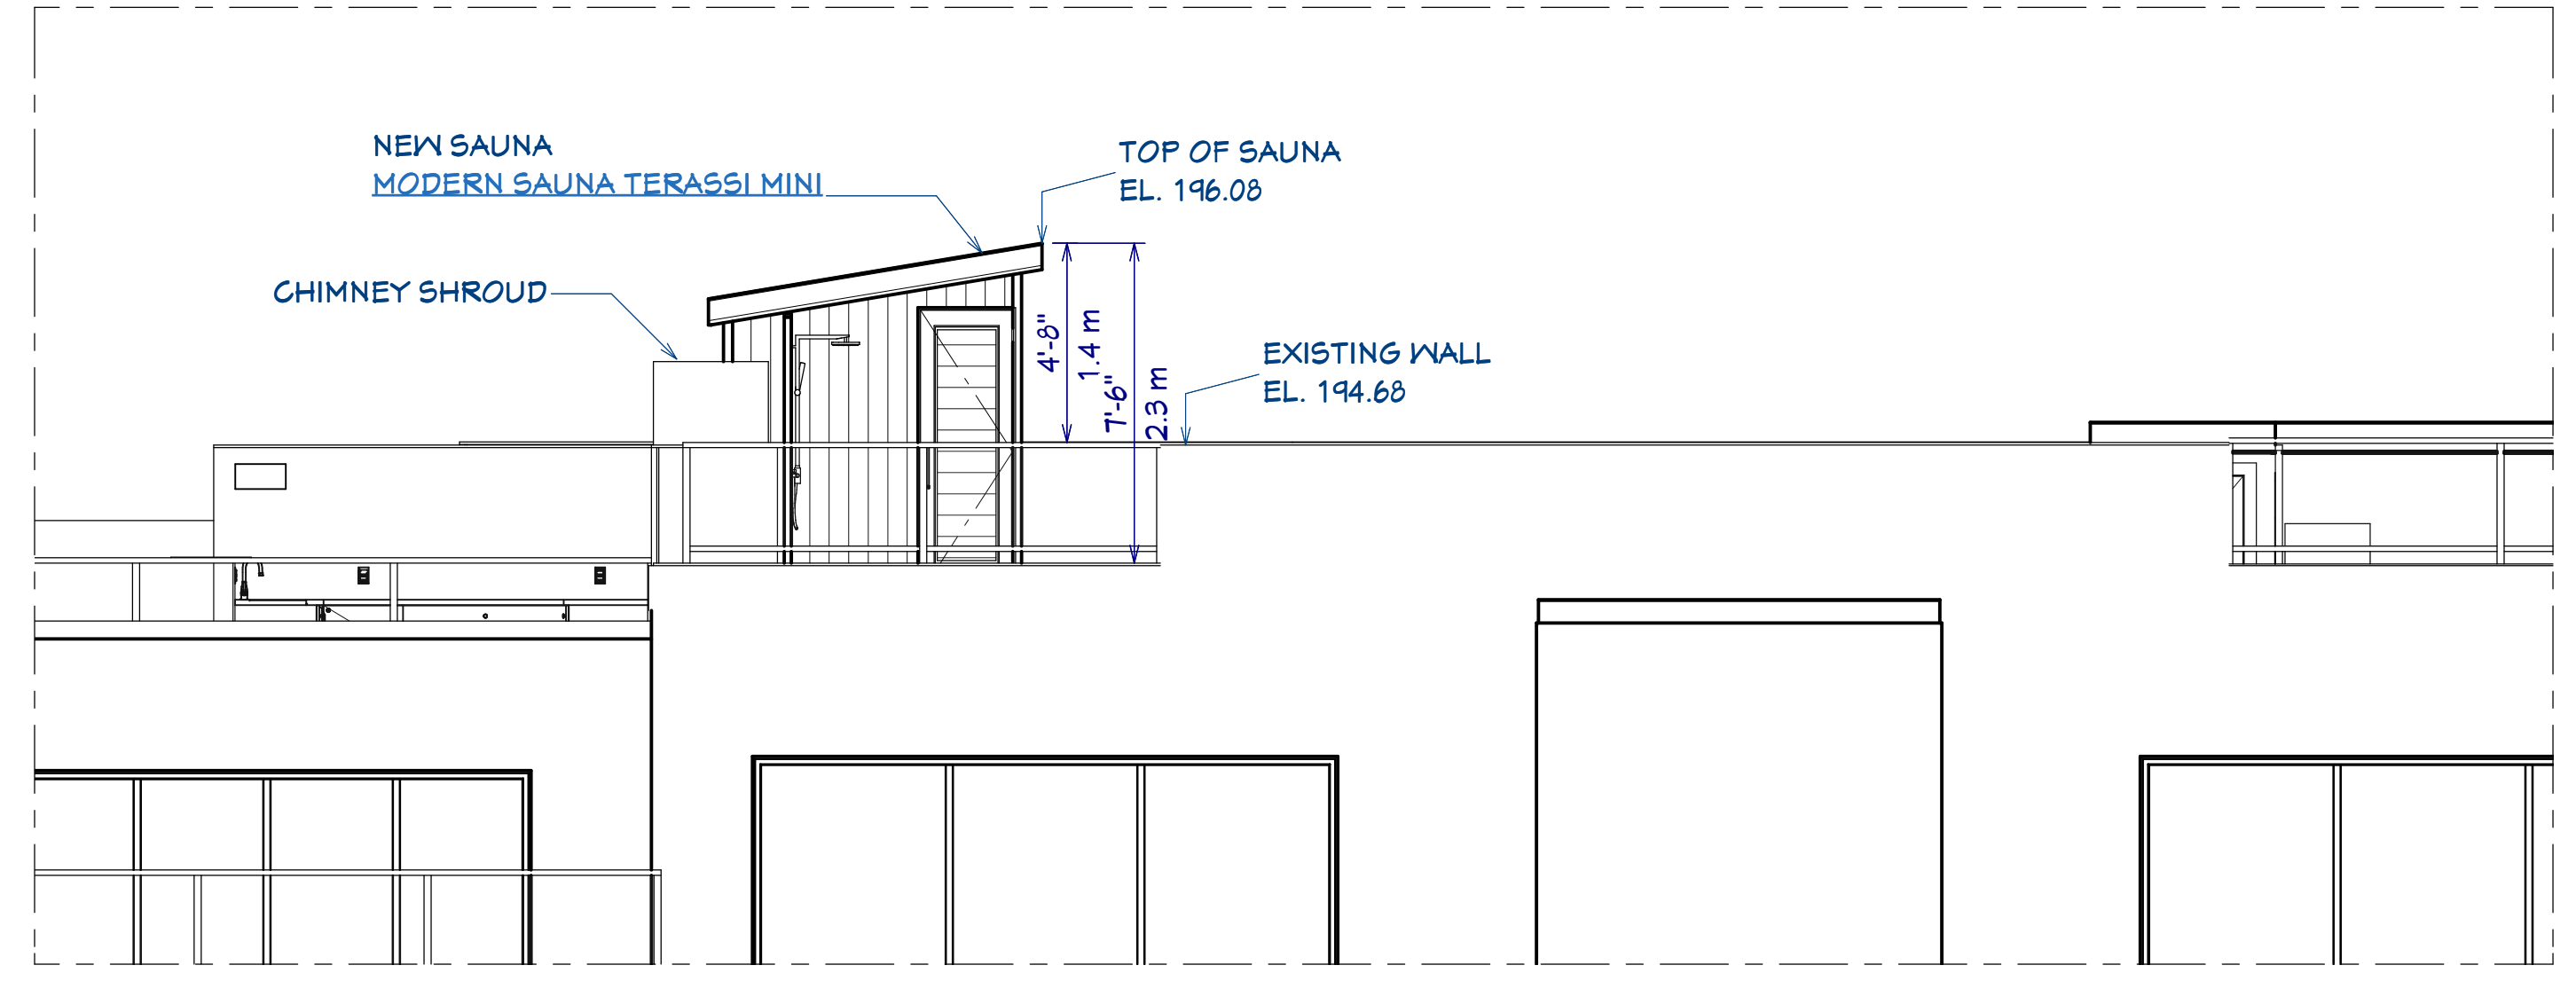 NEW SAUNA
MODERN SAUNA TERASSI MINI
TOP OF SAUNA
EL. 196.08
CHIMNEY SHROUD
4'-8"
1.4 m
7'-6"
2.3 m
EXISTING WALL
EL. 194.68